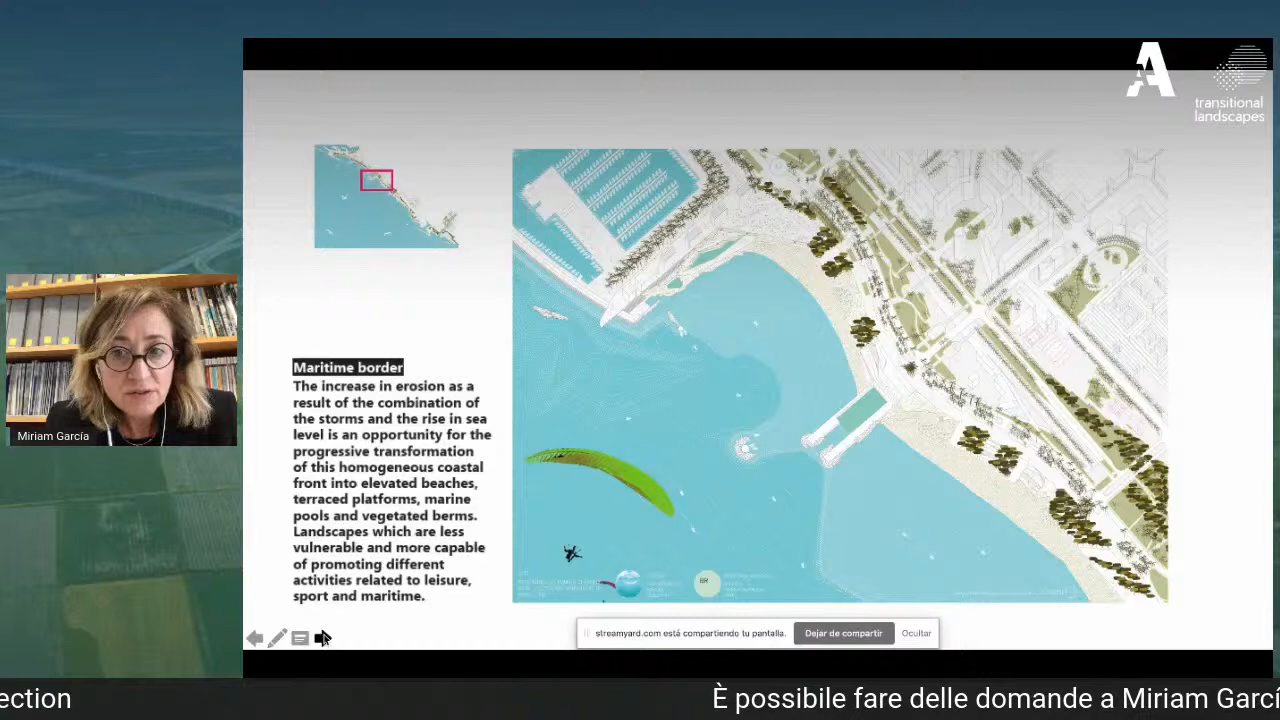 transitional
landscapes
Maritime border
The increase in erosion as a
result of the combination of
the storms and the rise in sea
level is an opportunity for the
progressive transformation
of this homogeneous coastal
front into elevated beaches,
terraced platforms, marine
pools and vegetated berms.
Landscapes which are less
vulnerable and more capable
of promoting different
activities related to leisure,
sport and maritime.
Miriam García
streamyard.com está compartiendo tu pantalla. Dejar de compartir Ocultar
ection È possibile fare delle domande a Miriam Garcí